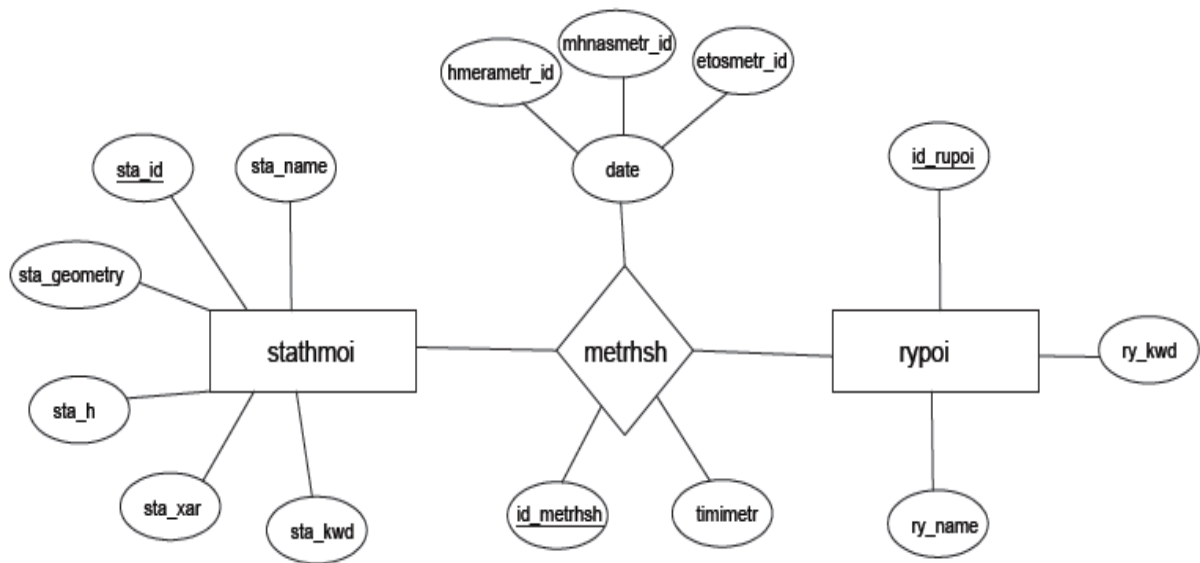 mhnasmetr_id
hmerametr_id
etosmetr_id
date
sta_id
sta_name
id_rupoi
sta_geometry
stathmoi
metrhsh
rypoi
ry_kwd
sta_h
sta_xar
sta_kwd
id_metrhsh
timimetr
ry_name